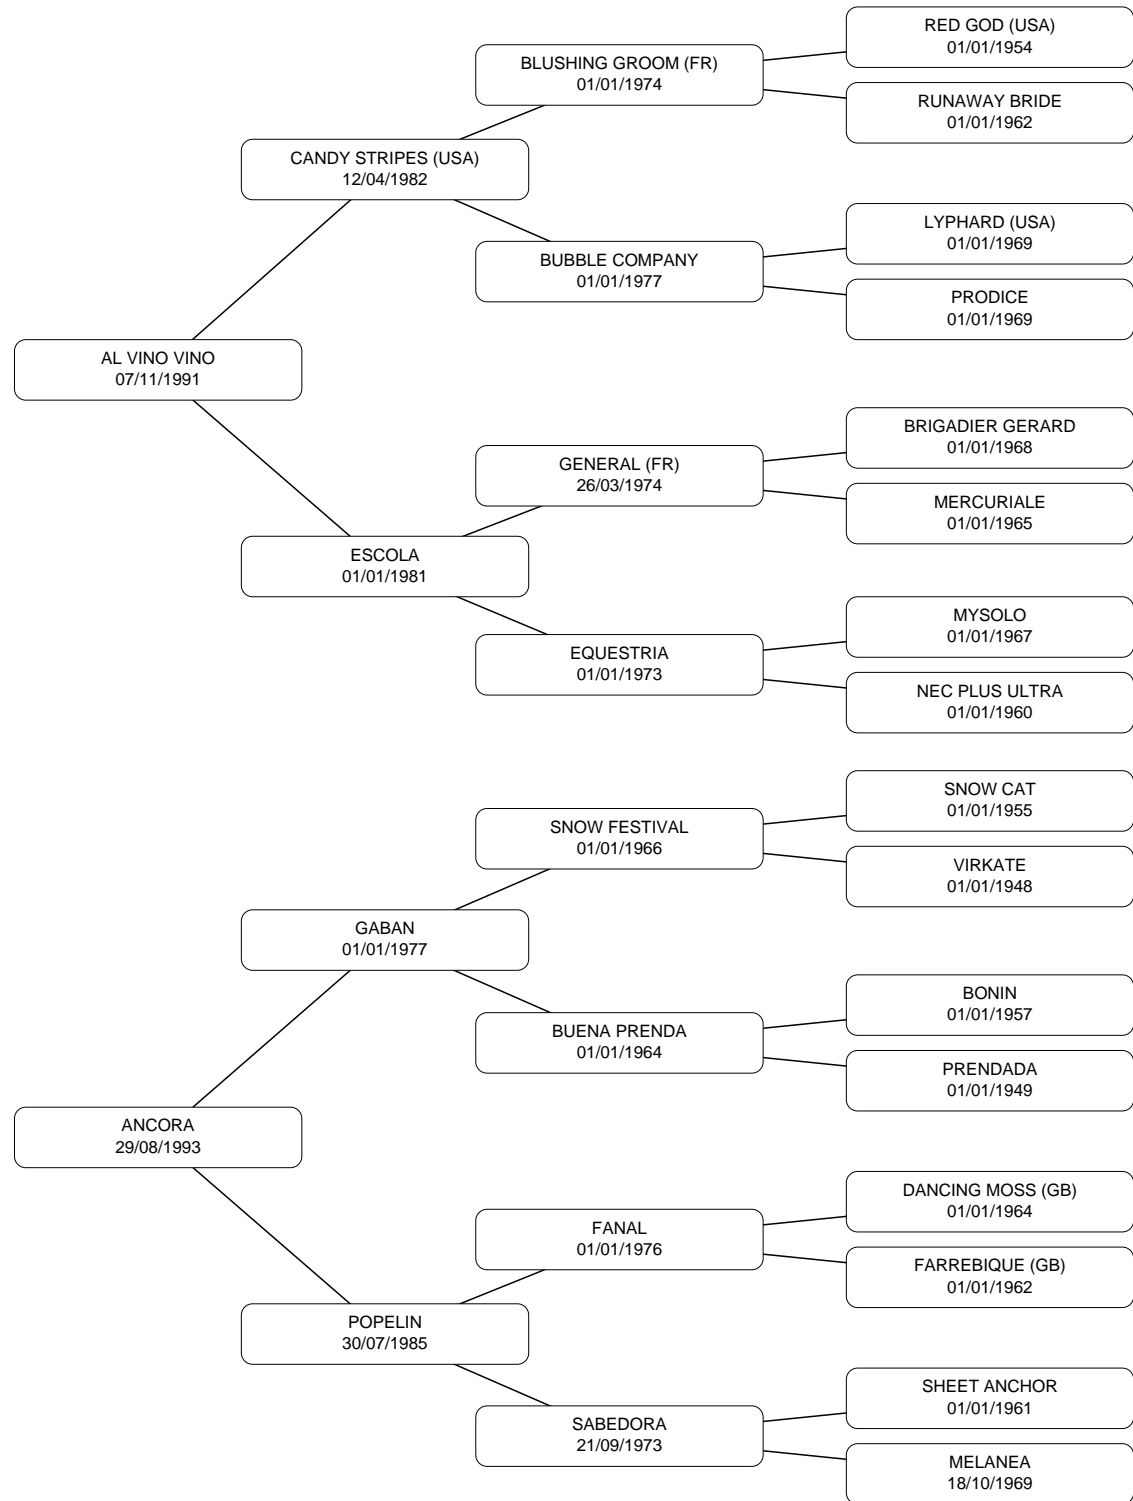 RED GOD (USA)
01/01/1954
BLUSHING GROOM (FR)
01/01/1974
RUNAWAY BRIDE
01/01/1962
CANDY STRIPES (USA)
12/04/1982
LYPHARD (USA)
01/01/1969
BUBBLE COMPANY
01/01/1977
PRODICE
01/01/1969
AL VINO VINO
07/11/1991
BRIGADIER GERARD
01/01/1968
GENERAL (FR)
26/03/1974
MERCURIALE
01/01/1965
ESCOLA
01/01/1981
MYSOLO
01/01/1967
EQUESTRIA
01/01/1973
NEC PLUS ULTRA
01/01/1960
SNOW CAT
01/01/1955
SNOW FESTIVAL
01/01/1966
VIRKATE
01/01/1948
GABAN
01/01/1977
BONIN
01/01/1957
BUENA PRENDA
01/01/1964
PRENDADA
01/01/1949
ANCORA
29/08/1993
DANCING MOSS (GB)
01/01/1964
FANAL
01/01/1976
FARREBIQUE (GB)
01/01/1962
POPELIN
30/07/1985
SHEET ANCHOR
01/01/1961
SABEDORA
21/09/1973
MELANEA
18/10/1969